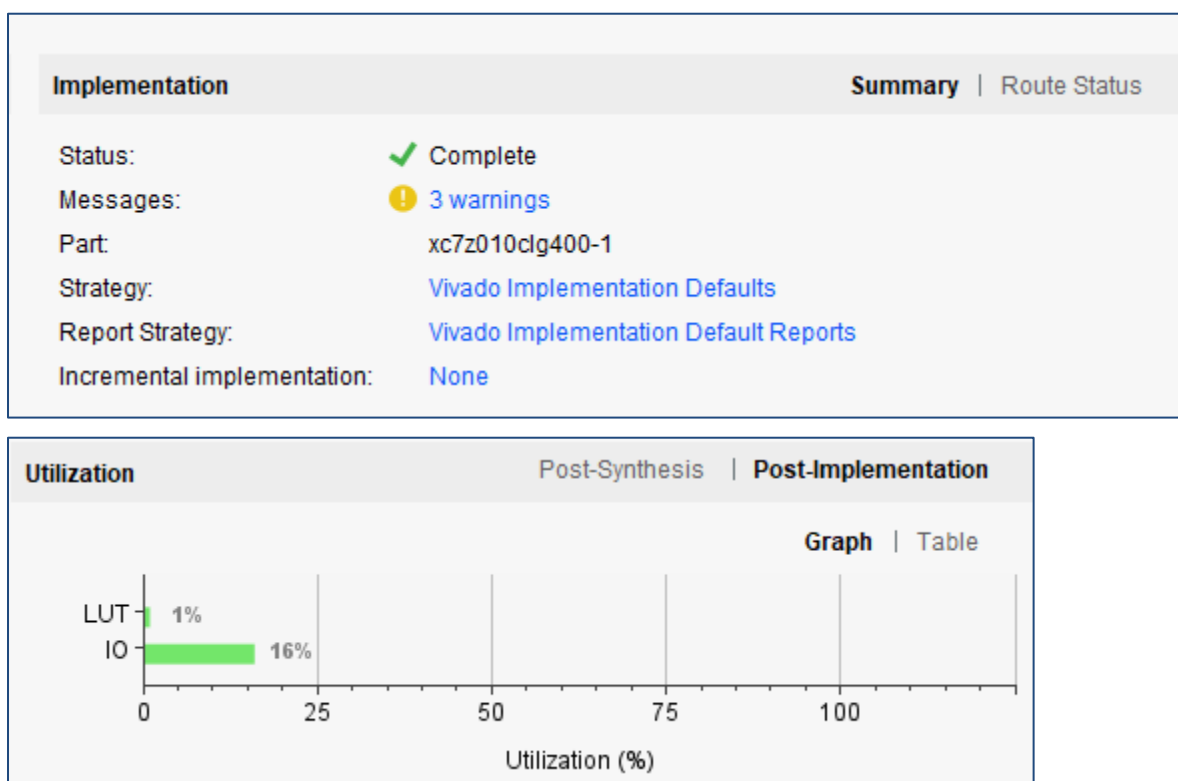 Implementation Summary | Route Status
Status: Complete
Messages: 3 warnings
Part: xc7z010clg400-1
Strategy: Vivado Implementation Defaults
Report Strategy: Vivado Implementation Default Reports
Incremental implementation: None
Utilization Post-Synthesis | Post-Implementation
Graph | Table
LUT 1%
IO 16%
0 25 50 75 100
Utilization (%)